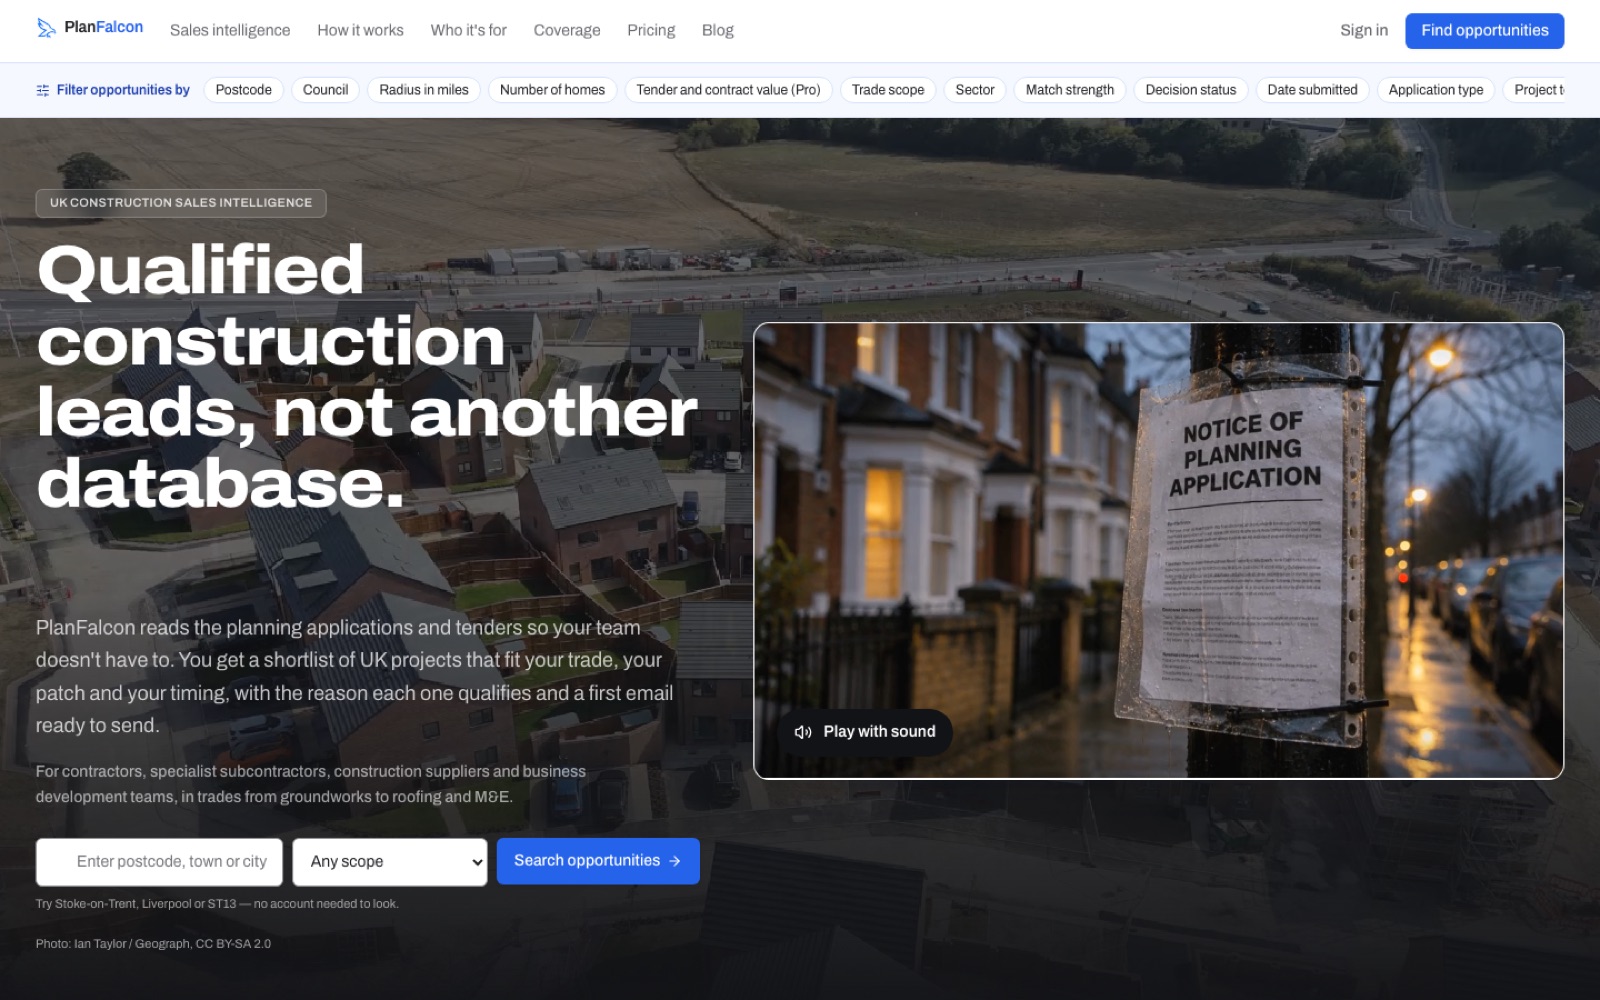 PlanFalcon
Sales intelligence
How it works
Who it's for
Coverage
Pricing
Blog
Sign in
Find opportunities
Filter opportunities by
Postcode
Council
Radius in miles
Number of homes
Tender and contract value (Pro)
Trade scope
Sector
Match strength
Decision status
Date submitted
Application type
Project
UK CONSTRUCTION SALES INTELLIGENCE
Qualified
construction
leads, not another
database.
NOTICE OF
PLANNING
APPLICATION
Play with sound
PlanFalcon reads the planning applications and tenders so your team
doesn't have to. You get a shortlist of UK projects that fit your trade, your
patch and your timing, with the reason each one qualifies and a first email
ready to send.
For contractors, specialist subcontractors, construction suppliers and business
development teams, in trades from groundworks to roofing and M&E.
Enter postcode, town or city
Any scope
Search opportunities →
Try Stoke-on-Trent, Liverpool or ST13 — no account needed to look.
Photo: Ian Taylor / Geograph, CC BY-SA 2.0